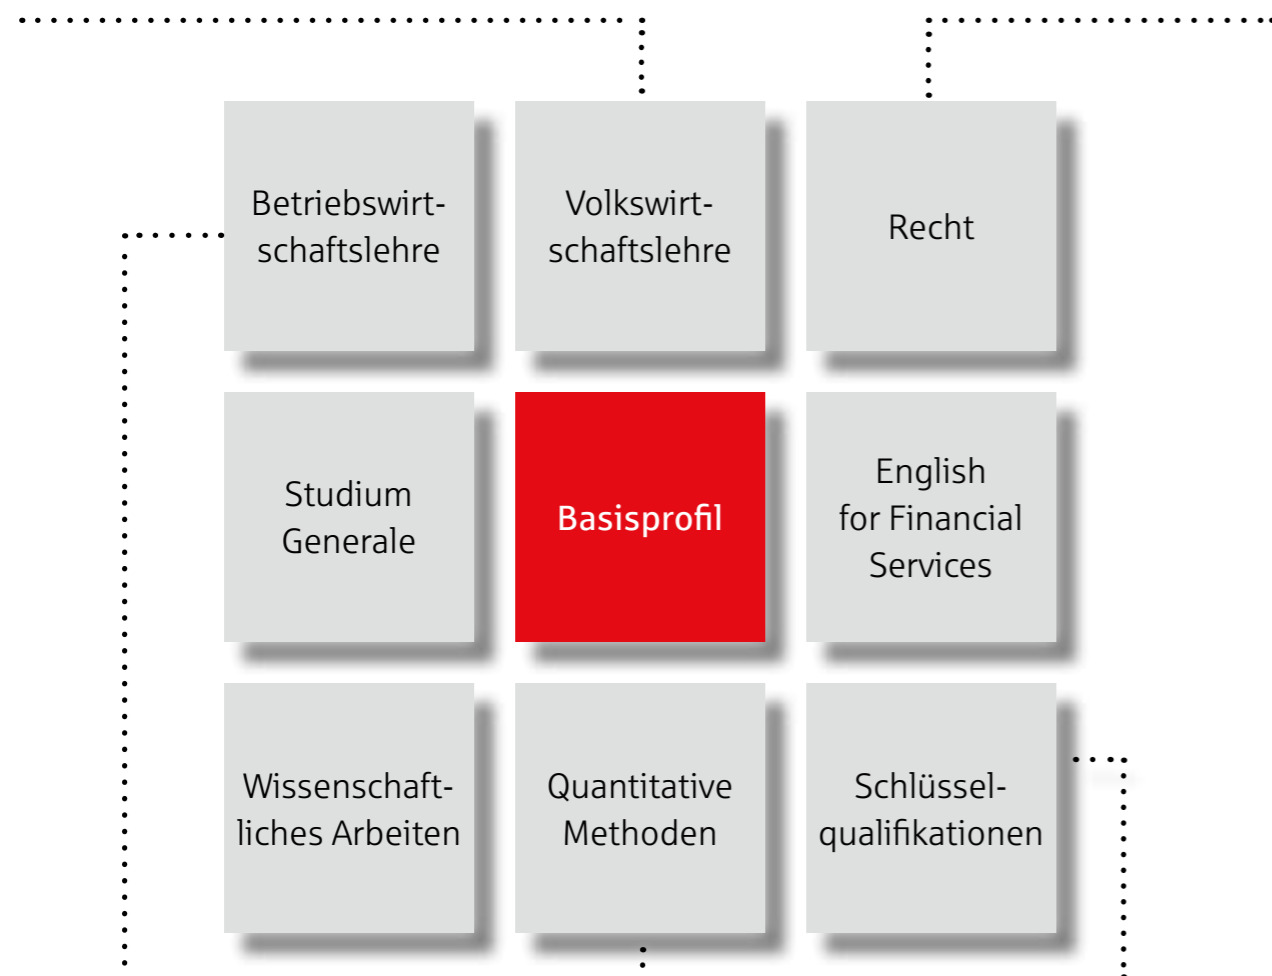 Betriebswirt-
schaftslehre
Volkswirt-
schaftslehre
Recht
Studium
Generale
Basisprofil
English
for Financial
Services
Wissenschaft-
liches Arbeiten
Quantitative
Methoden
Schlüssel-
qualifikationen